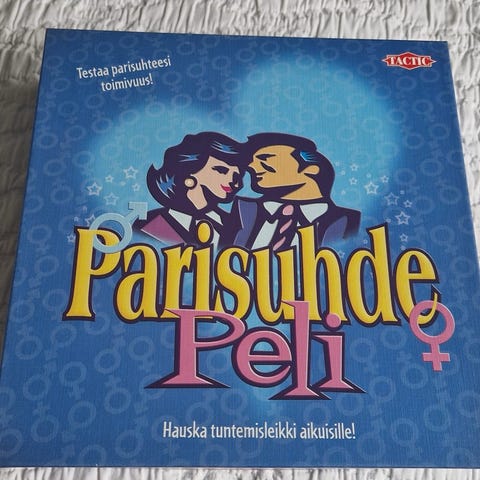 Testaa parisuhteesi
toimivuus!
TACTIC
Parisuhde
Peli
Hauska tuntemisleikki aikuisille!